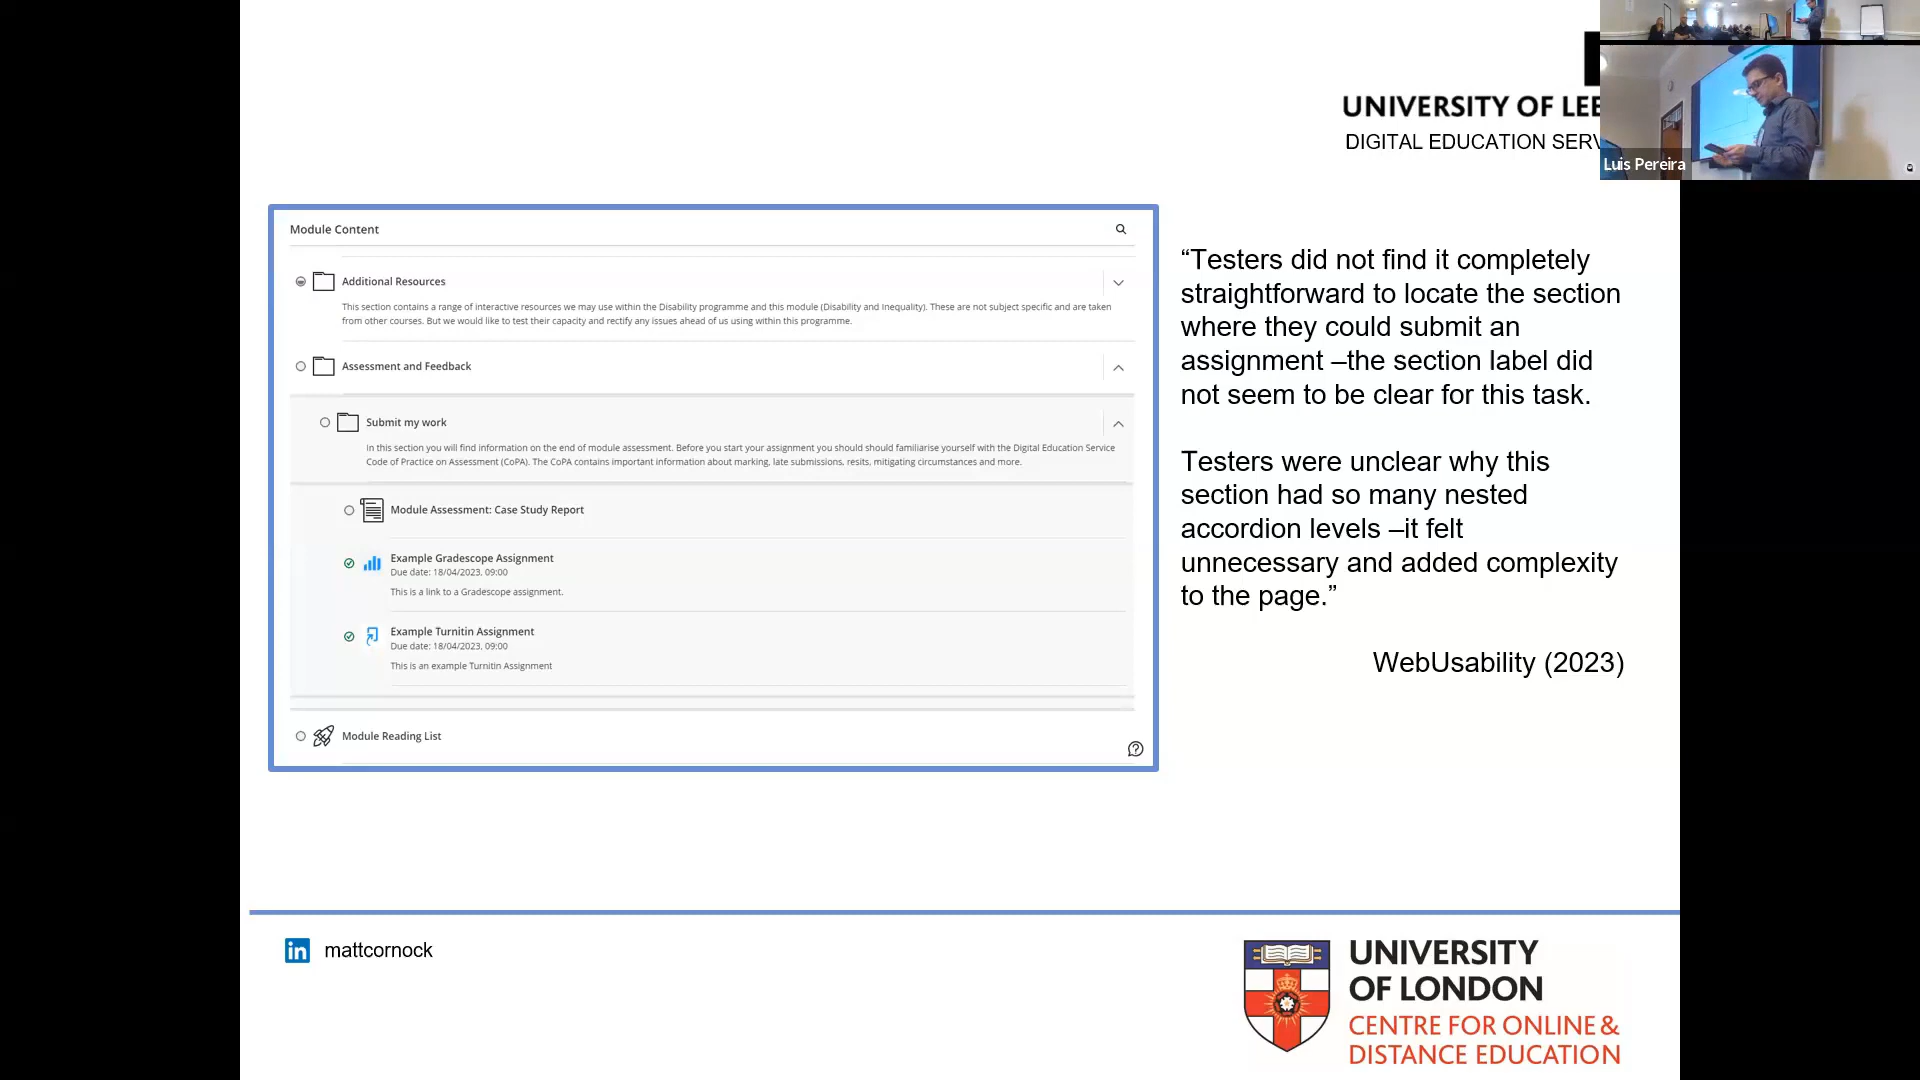 UNIVERSITY OF LEE
DIGITAL EDUCATION SERV
Luis Pereira
Module Content
Additional Resources
This section contains a range of interactive resources we may use within the Disability programme and this module (Disability and Inequality). These are not subject specific and are taken
from other courses. But we would like to test their capacity and rectify any issues ahead of us using within this programme.
Assessment and Feedback
Submit my work
In this section you will find information on the end of module assessment. Before you start your assignment you should should familiarise yourself with the Digital Education Service
Code of Practice on Assessment (CoPA). The CoPA contains important information about marking, late submissions, resits, mitigating circumstances and more.
Module Assessment: Case Study Report
Example Gradescope Assignment
Due date: 18/04/2023, 09:00
This is a link to a Gradescope assignment.
Example Turnitin Assignment
Due date: 18/04/2023, 09:00
This is an example Turnitin Assignment
Module Reading List
“Testers did not find it completely
straightforward to locate the section
where they could submit an
assignment –the section label did
not seem to be clear for this task.
Testers were unclear why this
section had so many nested
accordion levels –it felt
unnecessary and added complexity
to the page.”
WebUsability (2023)
in mattcornock
UNIVERSITY
OF LONDON
CENTRE FOR ONLINE &
DISTANCE EDUCATION